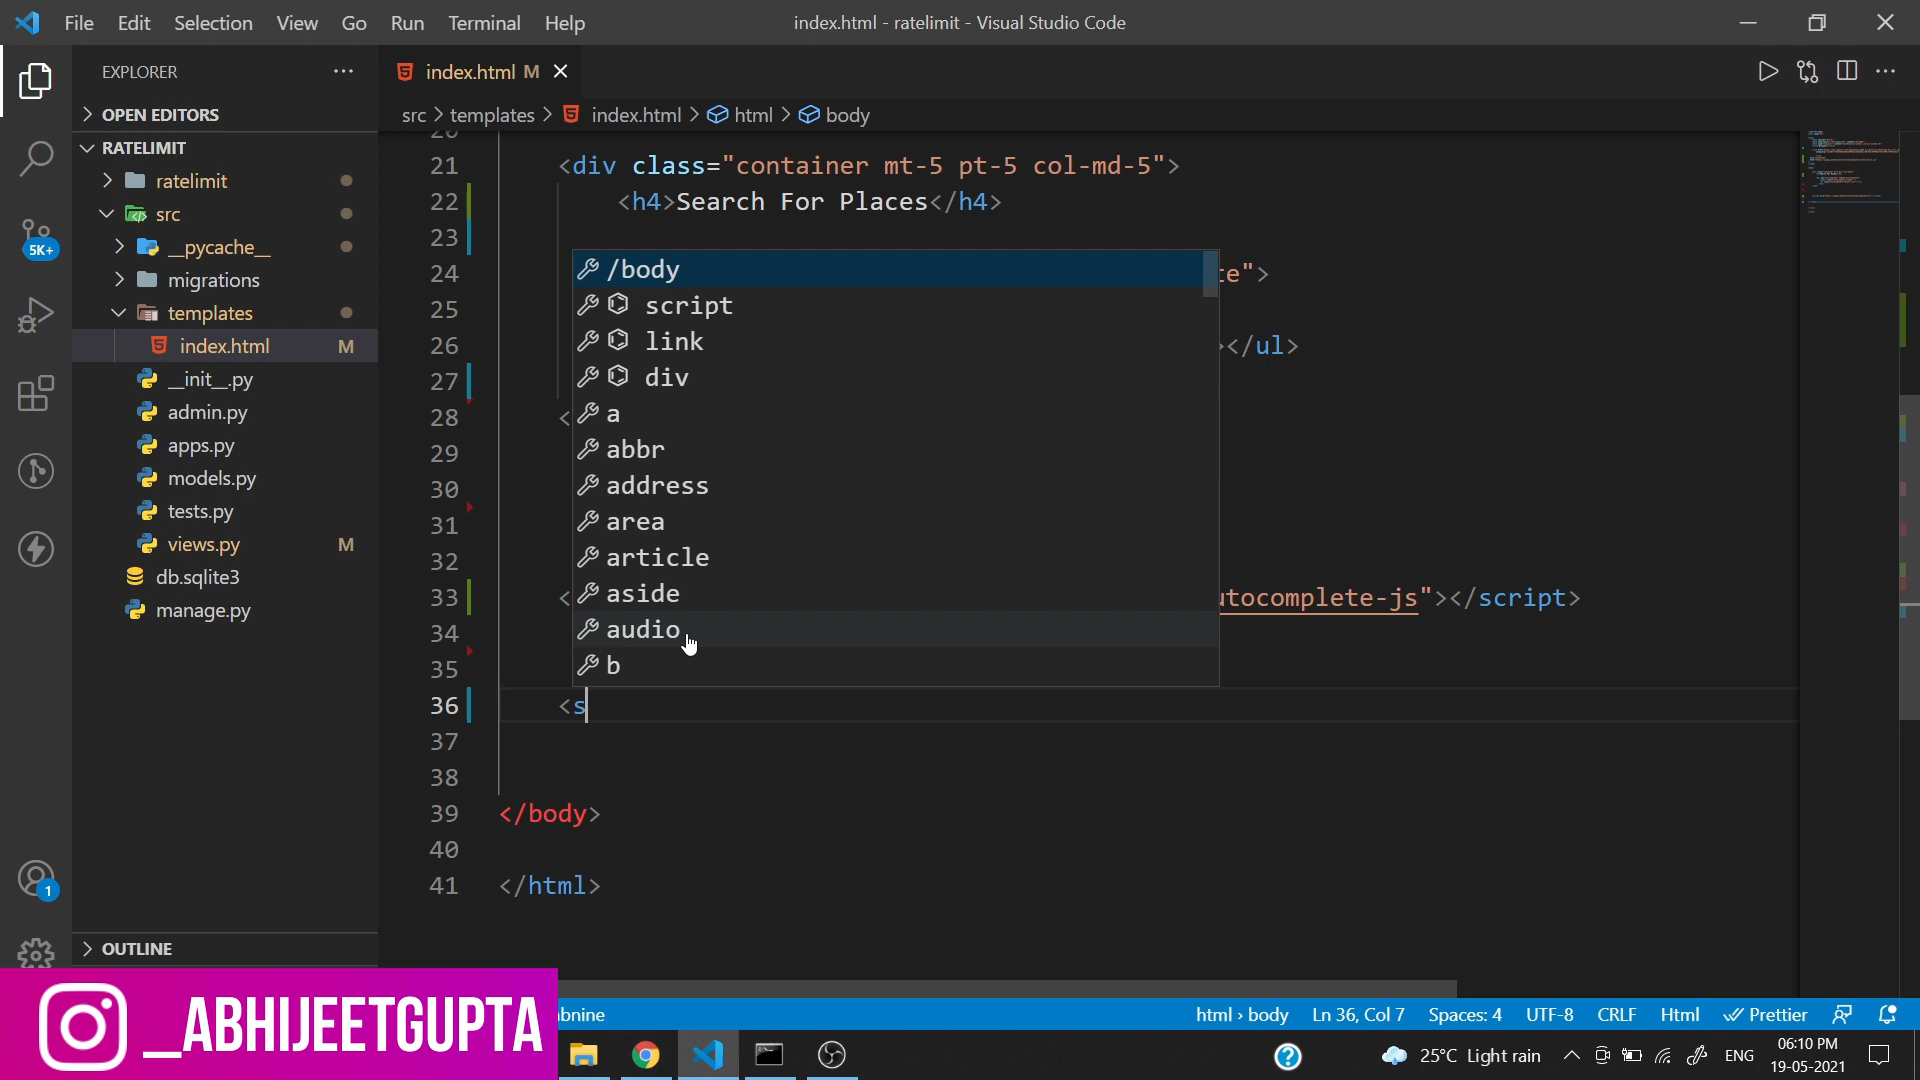 File Edit Selection View Go Run Terminal Help
index.html - ratelimit - Visual Studio Code
EXPLORER
index.html M
OPEN EDITORS
src > templates > index.html > html > body
RATELIMIT
ratelimit
src
__pycache__
migrations
templates
index.html M
__init__.py
admin.py
apps.py
models.py
tests.py
views.py M
db.sqlite3
manage.py
OUTLINE
5K+
1
20
21 <div class="container mt-5 pt-5 col-md-5">
22 <h4>Search For Places</h4>
23
24 te">
25
26 ></ul>
27
28 <
29
30
31
32
33 < utocomplete-js"></script>
34
35
36 <s
37
38
39 </body>
40
41 </html>
/body
script
link
div
a
abbr
address
area
article
aside
audio
b
_ABHIJEETGUPTA
abnine
html > body Ln 36, Col 7 Spaces: 4 UTF-8 CRLF Html Prettier
25°C Light rain ENG
06:10 PM
19-05-2021